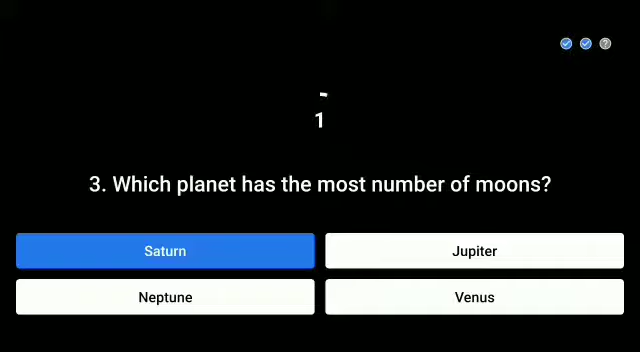 1
3. Which planet has the most number of moons?
Saturn
Jupiter
Neptune
Venus